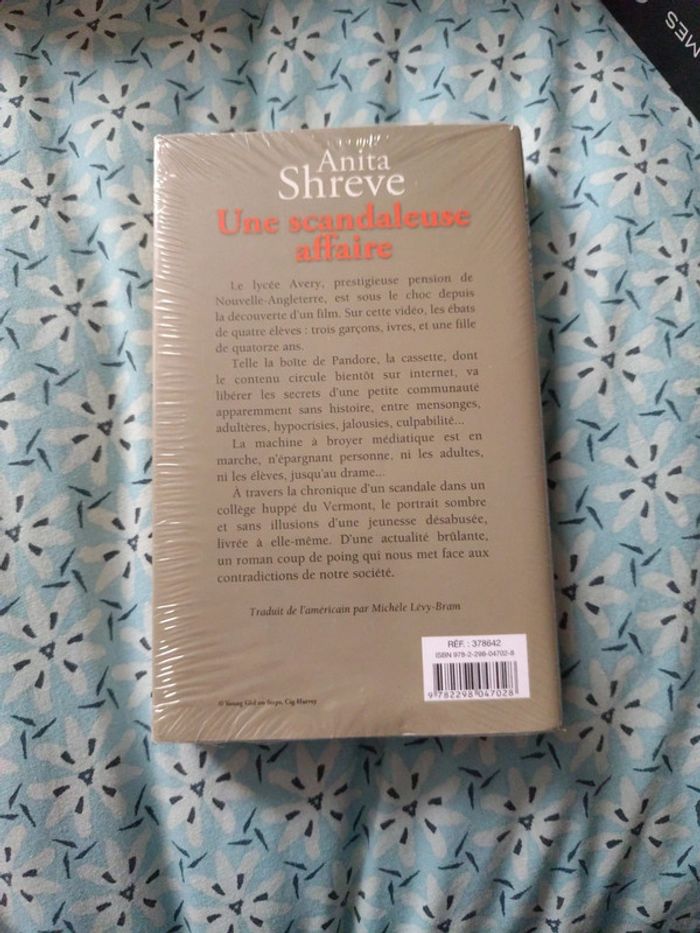 MES
Anita
Shreve
Une scandaleuse
affaire
Le lycée Avery, prestigieuse pension de
Nouvelle-Angleterre, est sous le choc depuis
la découverte d'un film. Sur cette vidéo, les ébats
de quatre élèves : trois garçons, ivres, et une fille
de quatorze ans.
Telle la boîte de Pandore, la cassette, dont
le contenu circule bientôt sur internet, va
libérer les secrets d'une petite communauté
apparemment sans histoire, entre mensonges,
adultères, hypocrisies, jalousies, culpabilité...
La machine à broyer médiatique est en
marche, n'épargnant personne, ni les adultes,
ni les élèves, jusqu'au drame...
À travers la chronique d'un scandale dans un
collège huppé du Vermont, le portrait sombre
et sans illusions d'une jeunesse désabusée,
livrée à elle-même. D'une actualité brûlante,
un roman coup de poing qui nous met face aux
contradictions de notre société.
Traduit de l'américain par Michèle Lévy-Bram
RÉF. : 378642
ISBN 978-2-298-04702-8
9 782298 047028
© Young Girl on Steps, Cig Harvey